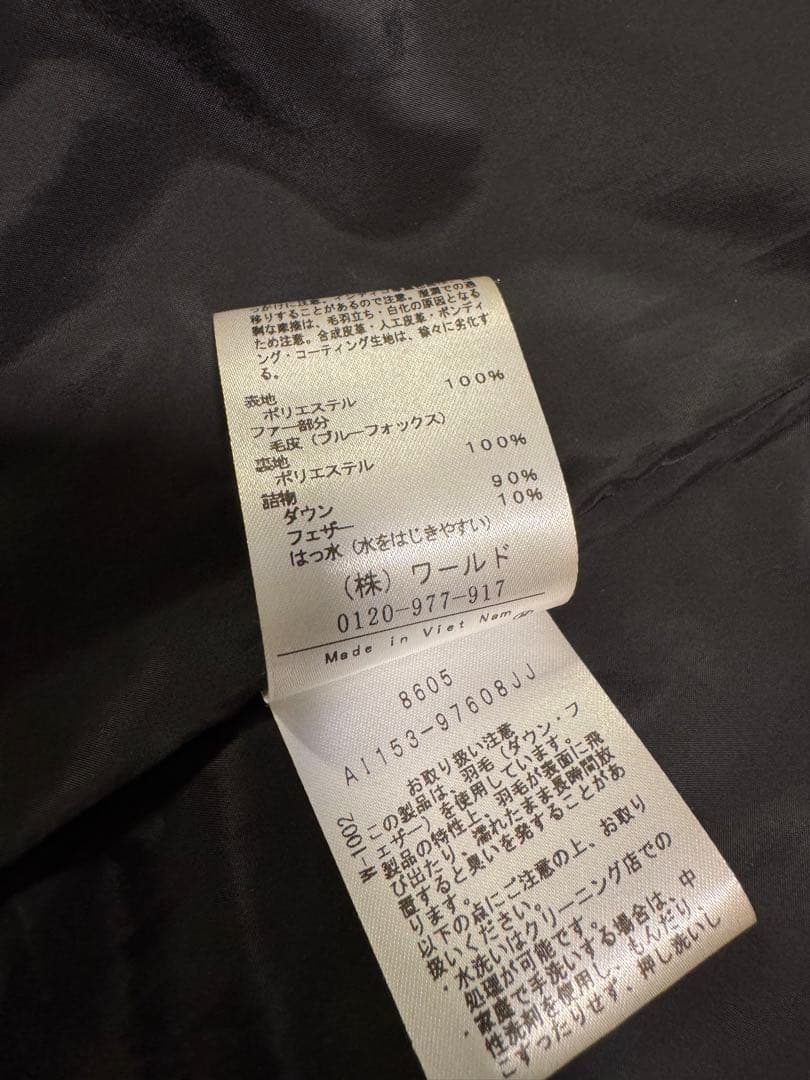 移りすることがあるので注意。度重での過
剰な摩擦は、毛羽立ち・白化の原因となる
ため注意。合成皮革・人工皮革・ボンディ
ング・コーティング生地は、徐々に劣化す
る。
表地
ポリエステル 100%
ファー部分
毛皮(ブルーフォックス)
裏地
ポリエステル 100%
詰物
ダウン 90%
フェザー 10%
はっ水(水をはじきやすい)
(株)ワールド
0120-977-917
Made in Viet Nam
8605
AI153-97608JJ
W-1002
お取り扱い注意
この製品は、羽毛(ダウン・フ
ェザー)を使用しています。
製品の特性上、羽毛が表面に飛
び出たり、濡れたまま長時間放
置すると臭いを発することがあ
ります。
以下の点にご注意の上、お取り
扱いください。
・水洗いはクリーニング店での
処理が可能です。
・家庭で手洗いする場合は、中
性洗剤を使用し、もんだり、
こすったりせず、押し洗いし